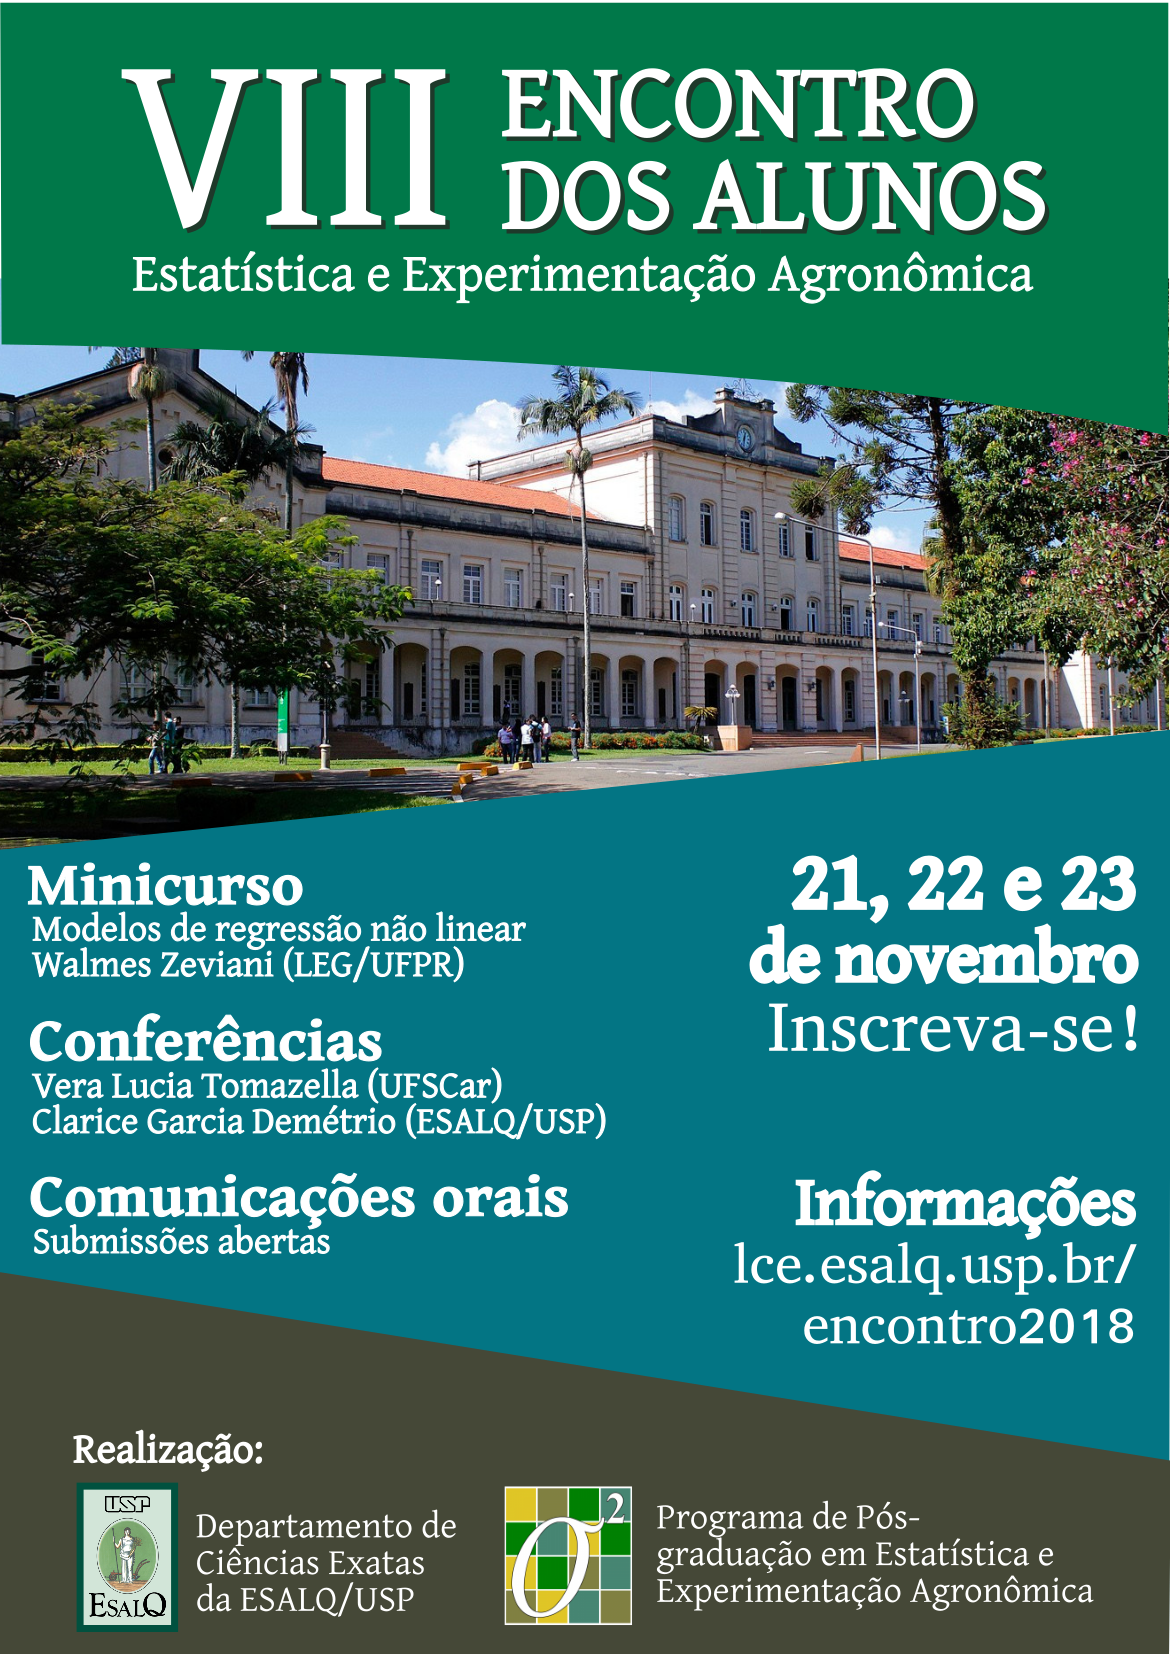 VIII ENCONTRO
DOS ALUNOS
Estatística e Experimentação Agronômica
Minicurso
Modelos de regressão não linear
Walmes Zeviani (LEG/UFPR)
Conferências
Vera Lucia Tomazella (UFSCar)
Clarice Garcia Demétrio (ESALQ/USP)
Comunicações orais
Submissões abertas
21, 22 e 23
de novembro
Inscreva-se!
Informações
lce.esalq.usp.br/
encontro2018
Realização:
USP
ESALQ
Departamento de
Ciências Exatas
da ESALQ/USP
σ2
Programa de Pós-
graduação em Estatística e
Experimentação Agronômica